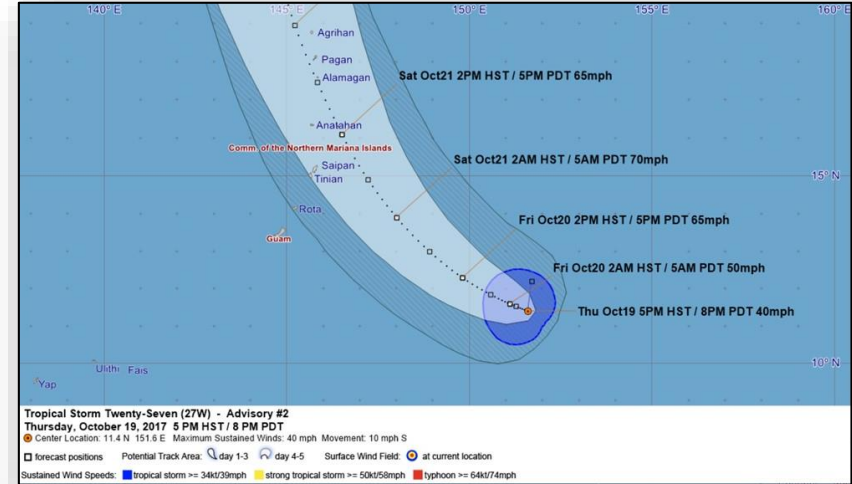 140° E
145° E
150° E
155° E
160° E
Agrihan
Pagan
Alamagan
Sat Oct21 2PM HST / 5PM PDT 65mph
Anatahan
Comm. of the Northern Mariana Islands
Sat Oct21 2AM HST / 5AM PDT 70mph
Saipan
Tinian
15° N
Rota
Fri Oct20 2PM HST / 5PM PDT 65mph
Guam
Fri Oct20 2AM HST / 5AM PDT 50mph
Thu Oct19 5PM HST / 8PM PDT 40mph
10° N
Ulithi
Fais
Yap
Tropical Storm Twenty-Seven (27W) - Advisory #2
Thursday, October 19, 2017 5 PM HST / 8 PM PDT
Center Location: 11.4 N 151.6 E Maximum Sustained Winds: 40 mph Movement: 10 mph S
forecast positions Potential Track Area: day 1-3 day 4-5 Surface Wind Field: at current location
Sustained Wind Speeds: tropical storm >= 34kt/39mph strong tropical storm >= 50kt/58mph typhoon >= 64kt/74mph